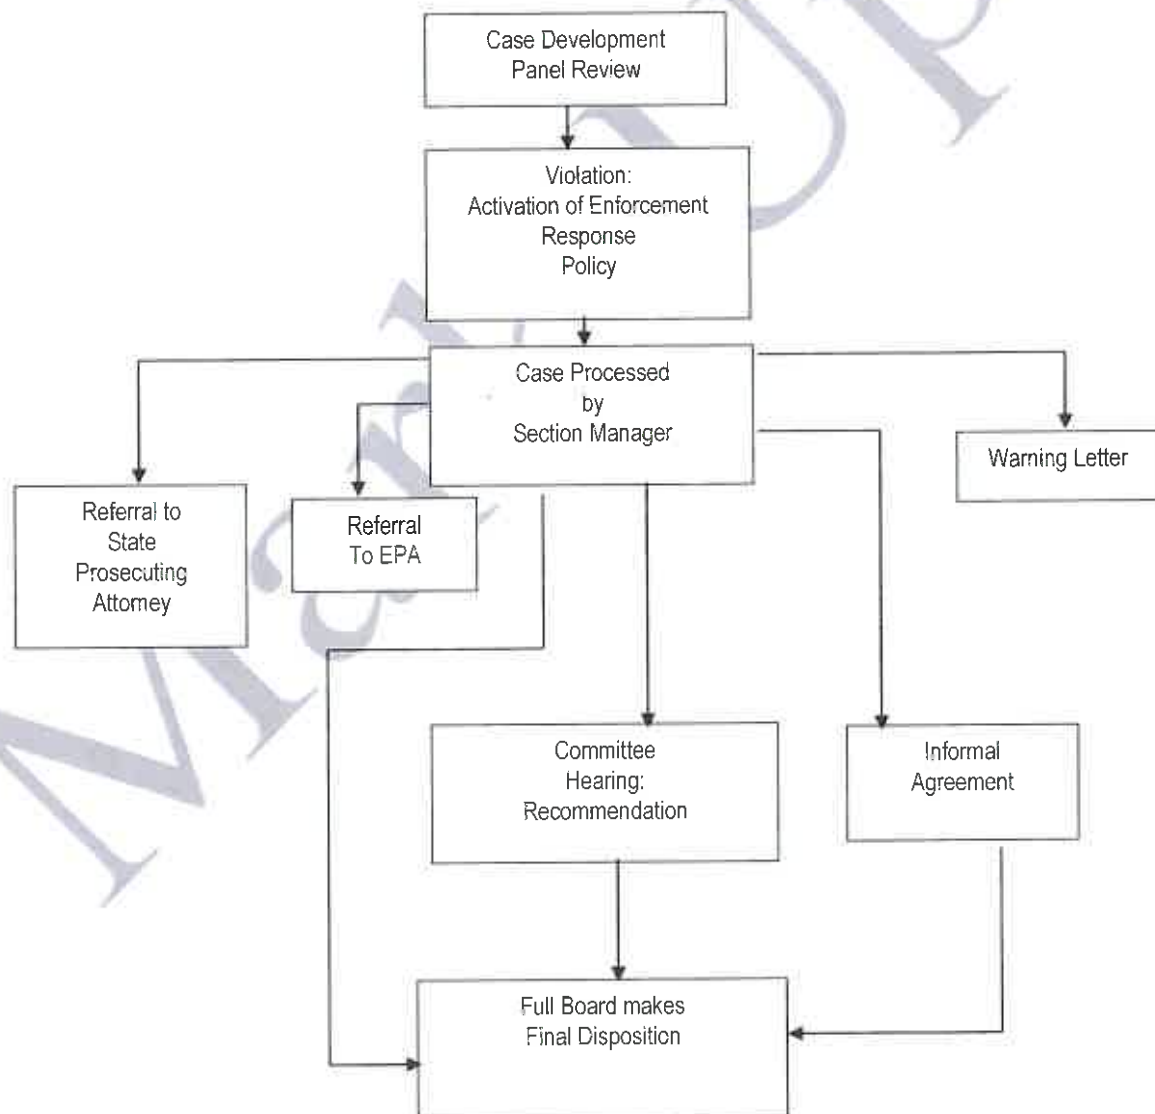 Case Development
Panel Review
Violation:
Activation of Enforcement
Response
Policy
Case Processed
by
Section Manager
Warning Letter
Referral to
State
Prosecuting
Attorney
Referral
To EPA
Committee
Hearing:
Recommendation
Informal
Agreement
Full Board makes
Final Disposition